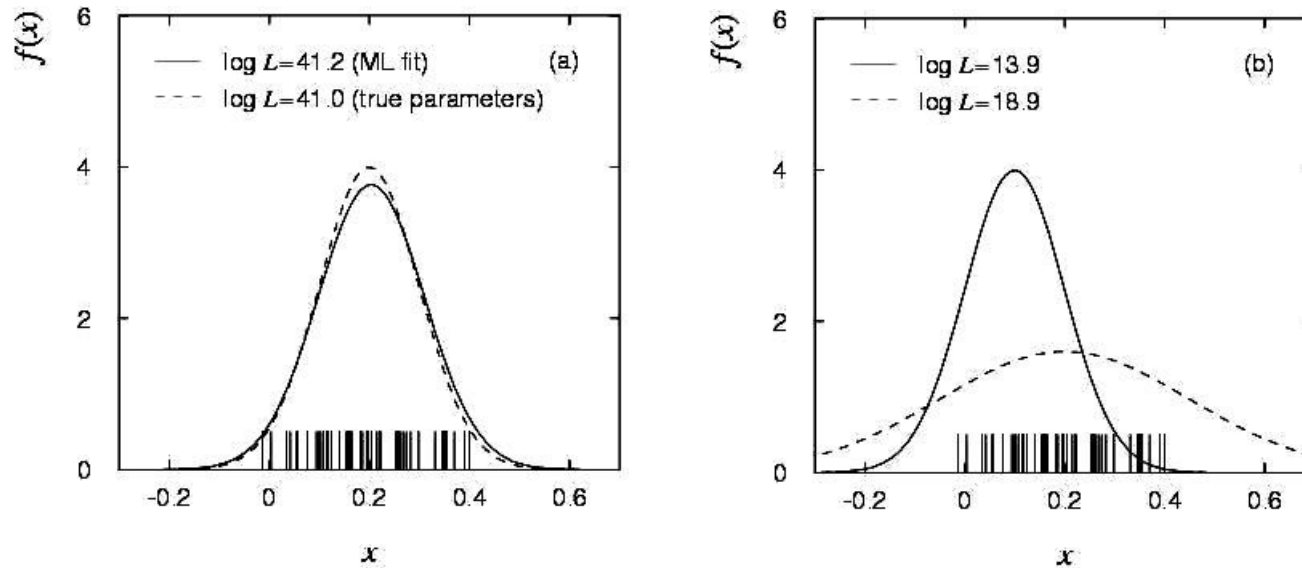 f(x)
6
log L=41.2 (ML fit)
(a)
log L=41.0 (true parameters)
4
2
0
-0.2 0 0.2 0.4 0.6
x
f(x)
6
log L=13.9
(b)
log L=18.9
4
2
0
-0.2 0 0.2 0.4 0.6
x